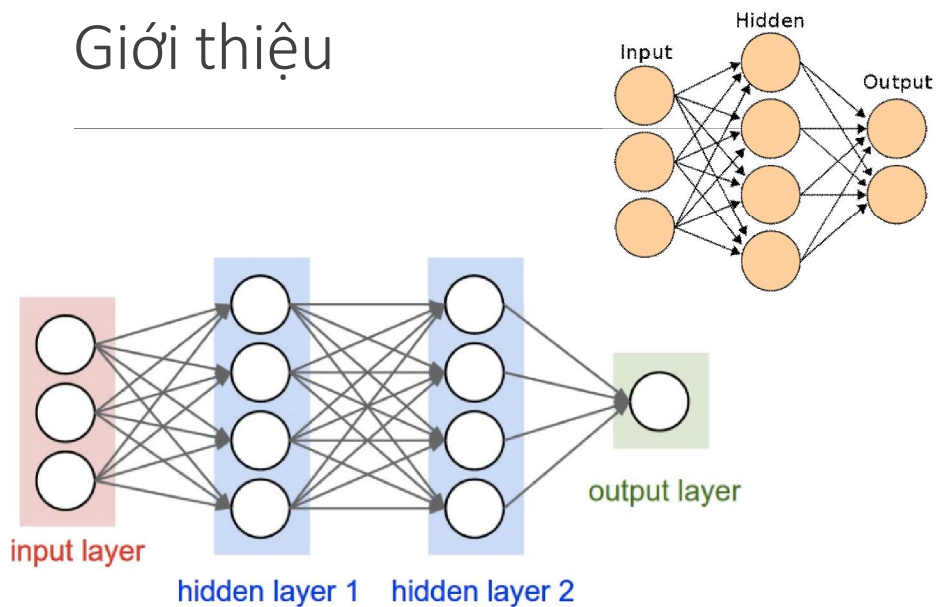 Giới thiệu
Hidden
Input
Output
input layer
hidden layer 1
hidden layer 2
output layer